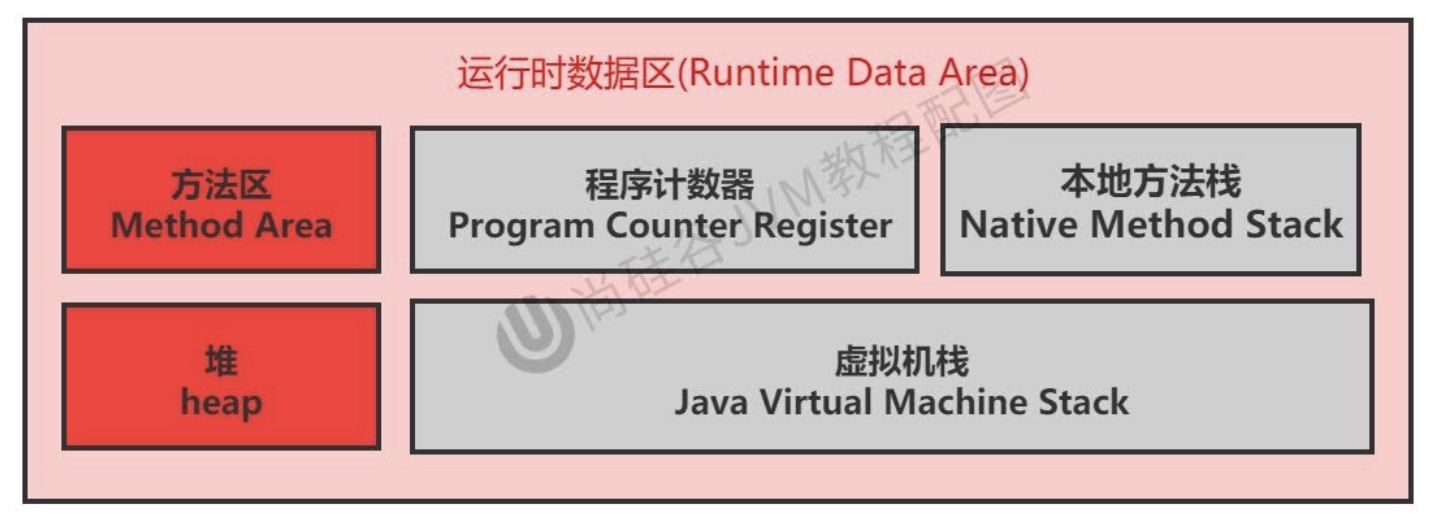 运行时数据区(Runtime Data Area)
方法区
Method Area
程序计数器
Program Counter Register
本地方法栈
Native Method Stack
堆
heap
虚拟机栈
Java Virtual Machine Stack
尚硅谷JVM教程配图